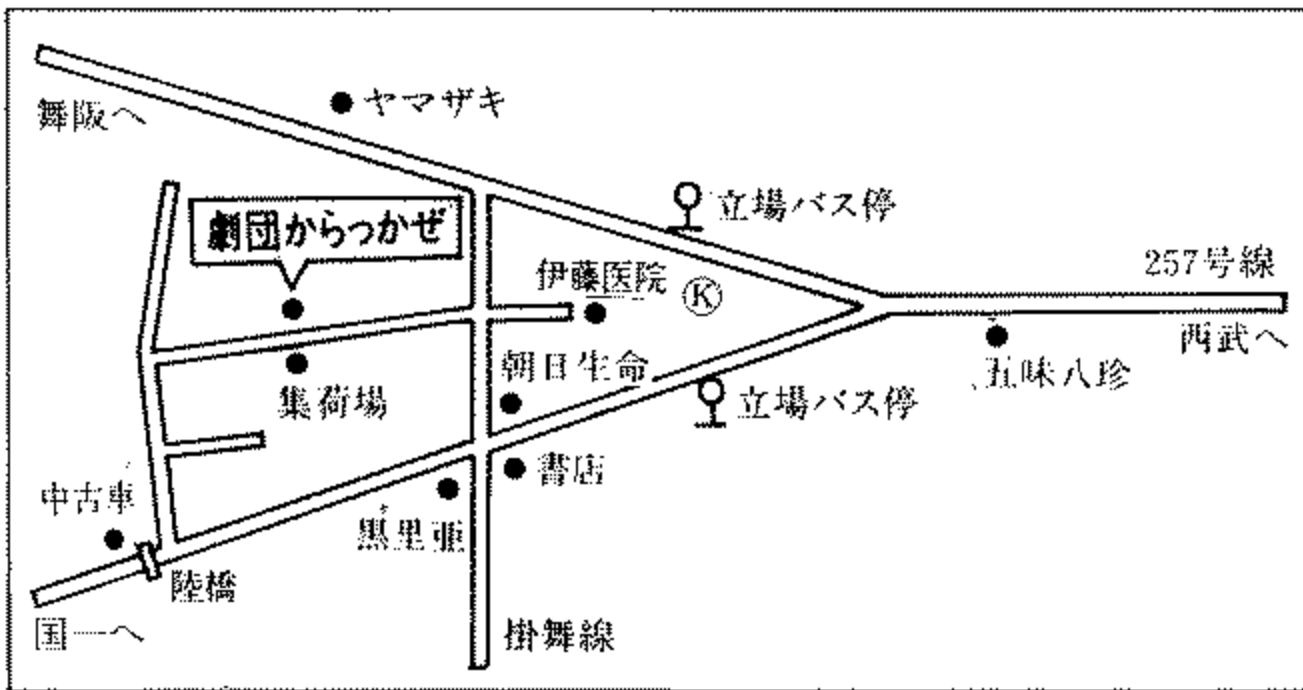 舞阪へ
ヤマザキ
立場バス停
劇団からっかぜ
伊藤医院
Ⓚ
257号線
西武へ
五味八珍
集荷場
朝日生命
立場バス停
書店
中古車
黒里亜
陸橋
国一へ
掛舞線